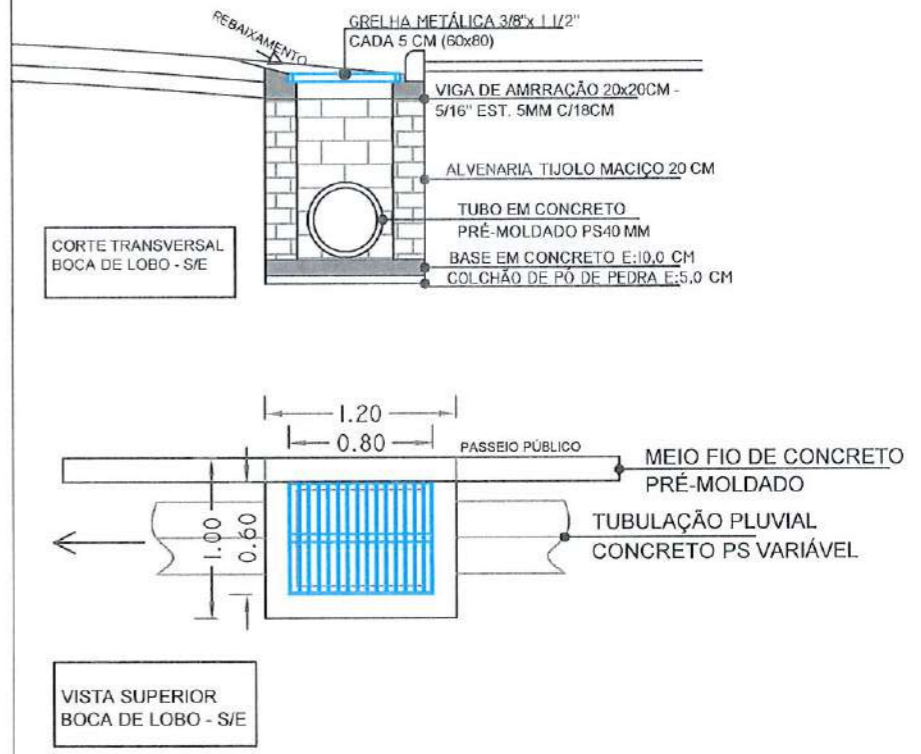 REBAIXAMENTO
GRELHA METÁLICA 3/8"x 1 1/2"
CADA 5 CM (60x80)
VIGA DE AMRRAÇÃO 20x20CM -
5/16" EST. 5MM C/18CM
ALVENARIA TIJOLO MACIÇO 20 CM
TUBO EM CONCRETO
PRÉ-MOLDADO PS40 MM
BASE EM CONCRETO E:10,0 CM
COLCHÃO DE PÓ DE PEDRA E:5,0 CM
CORTE TRANSVERSAL
BOCA DE LOBO - S/E
1.20
0.80
PASSEIO PÚBLICO
MEIO FIO DE CONCRETO
PRÉ-MOLDADO
1.00
0.60
TUBULAÇÃO PLUVIAL
CONCRETO PS VARIÁVEL
VISTA SUPERIOR
BOCA DE LOBO - S/E